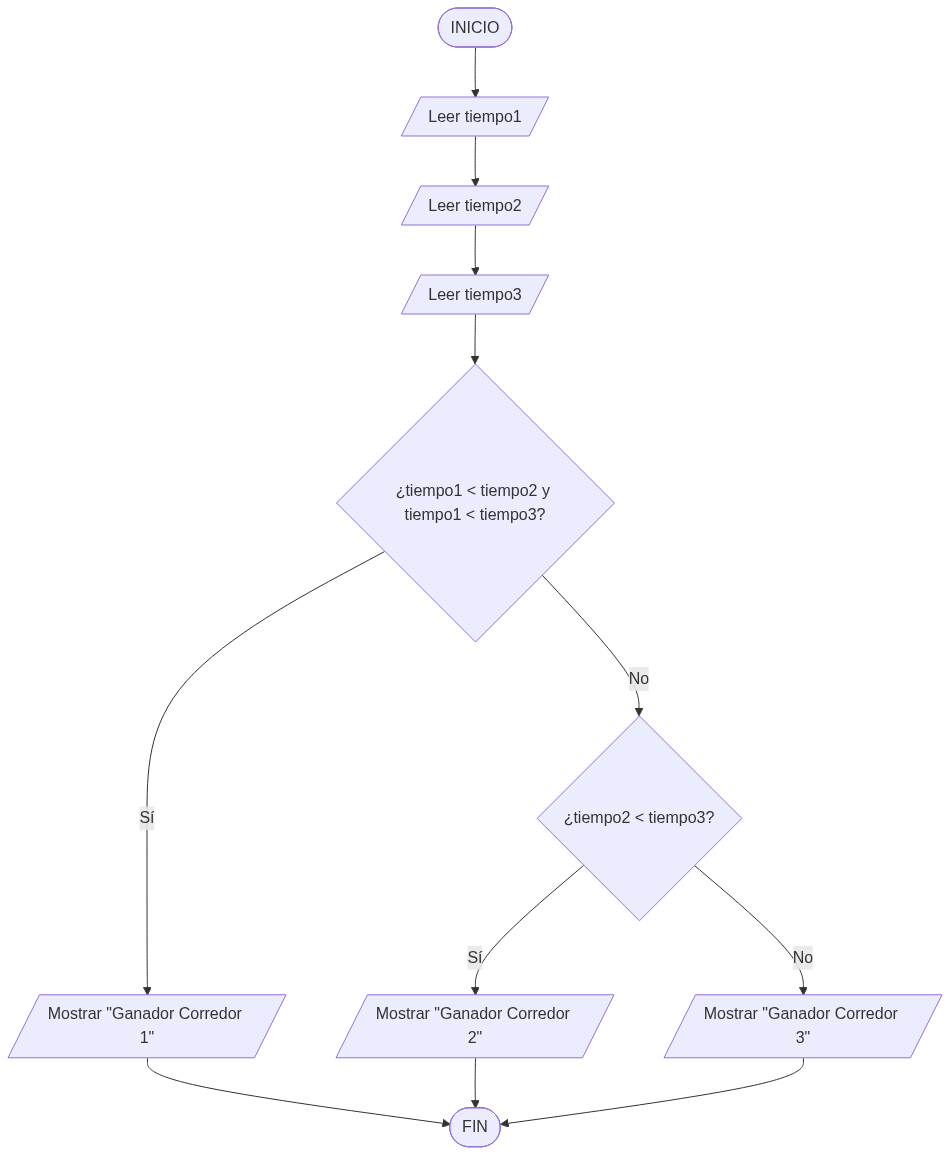 INICIO
Leer tiempo1
Leer tiempo2
Leer tiempo3
¿tiempo1 < tiempo2 y
tiempo1 < tiempo3?
No
Sí
¿tiempo2 < tiempo3?
Sí
No
Mostrar "Ganador Corredor
1"
Mostrar "Ganador Corredor
2"
Mostrar "Ganador Corredor
3"
FIN